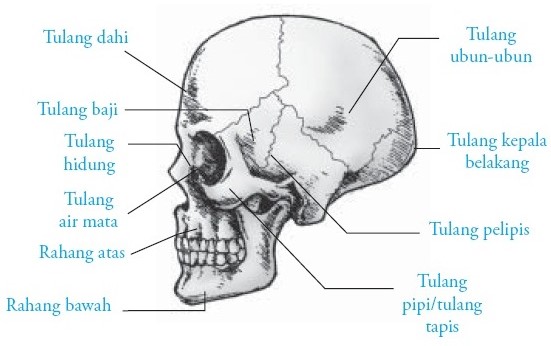 Tulang dahi
Tulang baji
Tulang
hidung
Tulang
air mata
Rahang atas
Rahang bawah
Tulang
ubun-ubun
Tulang kepala
belakang
Tulang pelipis
Tulang
pipi/tulang
tapis